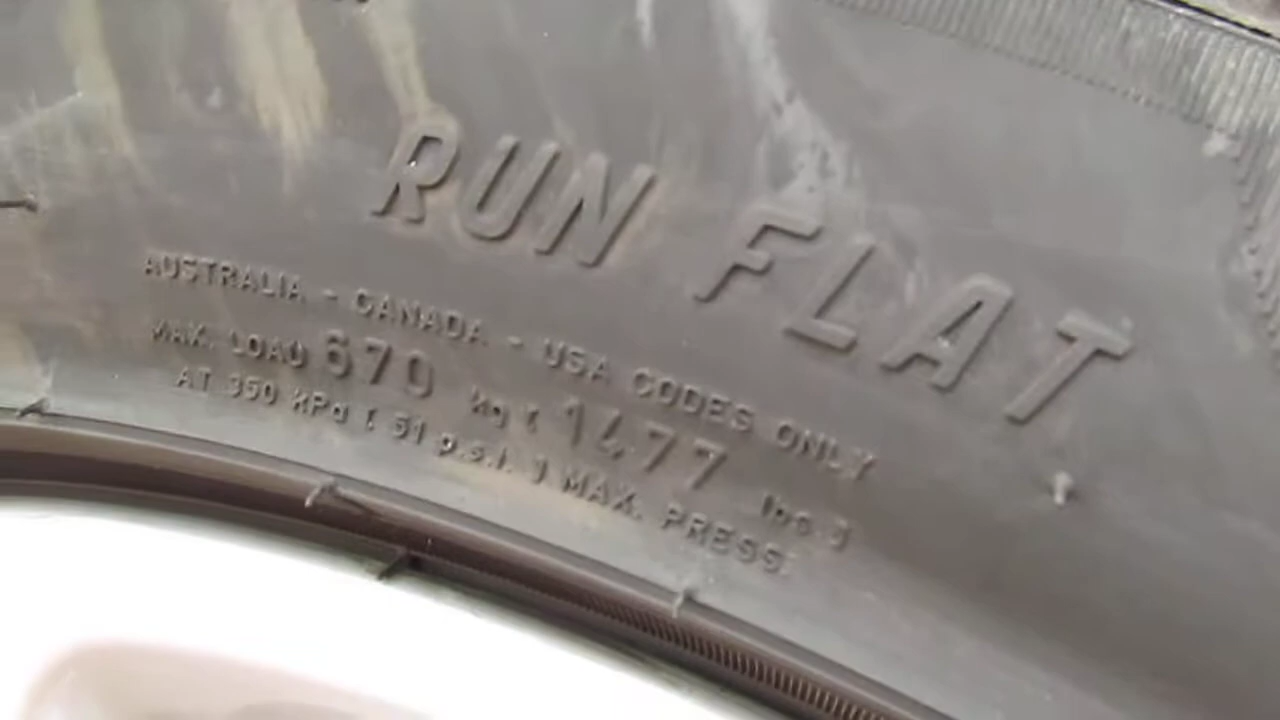 RUN FLAT
AUSTRALIA - CANADA - USA CODES ONLY
MAX. LOAD 670 kg [ 1477 lbs ]
AT 350 kPa [ 51 p.s.i. ] MAX. PRESS.